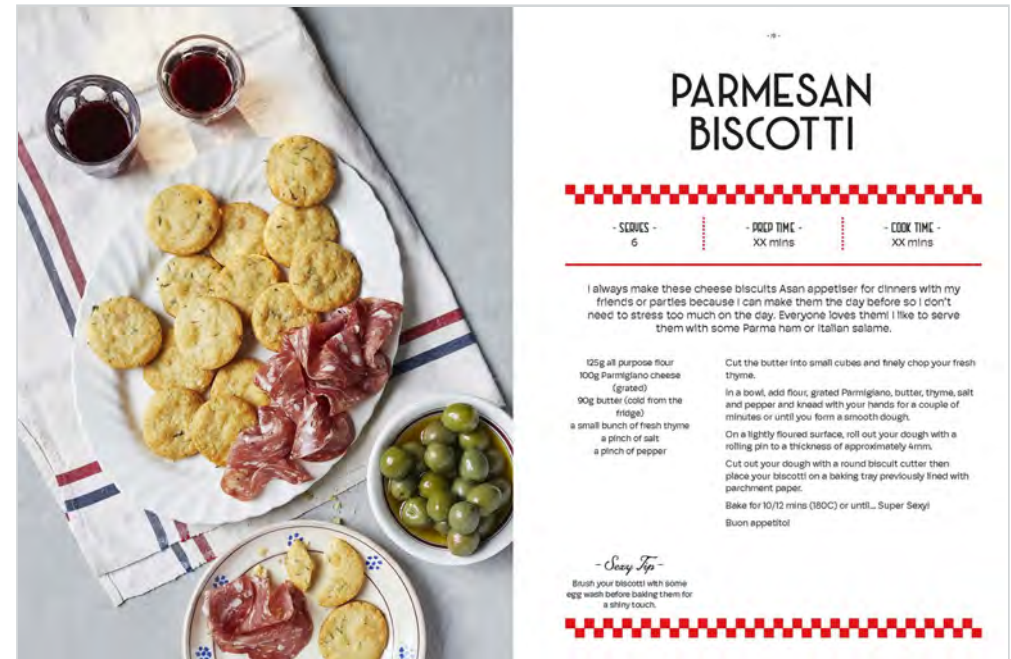 PARMESAN
BISCOTTI
- SERVES -
6
- PREP TIME -
XX mins
- COOK TIME -
XX mins
I always make these cheese biscuits Asan appetiser for dinners with my
friends or parties because I can make them the day before so I don't
need to stress too much on the day. Everyone loves them! I like to serve
them with some Parma ham or Italian salame.
125g all purpose flour
100g Parmigiano cheese
(grated)
90g butter (cold from the
fridge)
a small bunch of fresh thyme
a pinch of salt
a pinch of pepper
Cut the butter into small cubes and finely chop your fresh
thyme.
In a bowl, add flour, grated Parmigiano, butter, thyme, salt
and pepper and knead with your hands for a couple of
minutes or until you form a smooth dough.
On a lightly floured surface, roll out your dough with a
rolling pin to a thickness of approximately 4mm.
Cut out your dough with a round biscuit cutter then
place your biscotti on a baking tray previously lined with
parchment paper.
Bake for 10/12 mins (180C) or until... Super Sexy!
Buon appetito!
- Sexy Tip -
Brush your biscotti with some
egg wash before baking them for
a shiny touch.